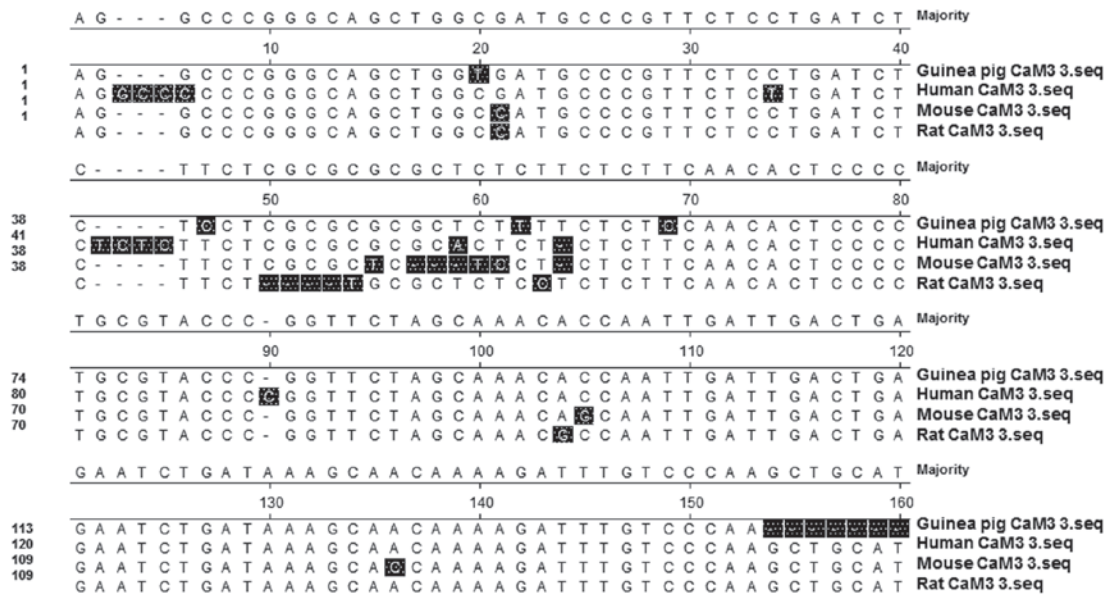 A G - - - G C C C G G G C A G C T G G C G A T G C C C G T T C T C C T G A T C T Majority
10 20 30 40
1 A G - - - G C C C G G G C A G C T G G T G A T G C C C G T T C T C C T G A T C T Guinea pig CaM3 3.seq
1 A G G C C C C C C G G G C A G C T G G C G A T G C C C G T T C T C T T G A T C T Human CaM3 3.seq
1 A G - - - G C C C G G G C A G C T G G C C A T G C C C G T T C T C C T G A T C T Mouse CaM3 3.seq
1 A G - - - G C C C G G G C A G C T G G C C A T G C C C G T T C T C C T G A T C T Rat CaM3 3.seq
C - - - - T T C T C G C G C G C G C T C T C T T C T C T T C A A C A C T C C C C Majority
50 60 70 80
38 C - - - - T C C T C G C G C G C G C T C T T T T C T C T C C A A C A C T C C C C Guinea pig CaM3 3.seq
41 C T C T C T T C T C G C G C G C G C A C T C T - C T C T T C A A C A C T C C C C Human CaM3 3.seq
38 C - - - - T T C T C G C G C T C - - - T C C T - C T C T T C A A C A C T C C C C Mouse CaM3 3.seq
38 C - - - - T T C T - - - - T G C G C T C T C C T C T C T T C A A C A C T C C C C Rat CaM3 3.seq
T G C G T A C C C - G G T T C T A G C A A A C A C C A A T T G A T T G A C T G A Majority
90 100 110 120
74 T G C G T A C C C - G G T T C T A G C A A A C A C C A A T T G A T T G A C T G A Guinea pig CaM3 3.seq
80 T G C G T A C C C C G G T T C T A G C A A A C A C C A A T T G A T T G A C T G A Human CaM3 3.seq
70 T G C G T A C C C - G G T T C T A G C A A A C A G C A A T T G A T T G A C T G A Mouse CaM3 3.seq
70 T G C G T A C C C - G G T T C T A G C A A A C G C C A A T T G A T T G A C T G A Rat CaM3 3.seq
G A A T C T G A T A A A G C A A C A A A A G A T T T G T C C C A A G C T G C A T Majority
130 140 150 160
113 G A A T C T G A T A A A G C A A C A A A A G A T T T G T C C C A A - - - - - - - Guinea pig CaM3 3.seq
120 G A A T C T G A T A A A G C A A C A A A A G A T T T G T C C C A A G C T G C A T Human CaM3 3.seq
109 G A A T C T G A T A A A G C A C C A A A A G A T T T G T C C C A A G C T G C A T Mouse CaM3 3.seq
109 G A A T C T G A T A A A G C A A C A A A A G A T T T G T C C C A A G C T G C A T Rat CaM3 3.seq